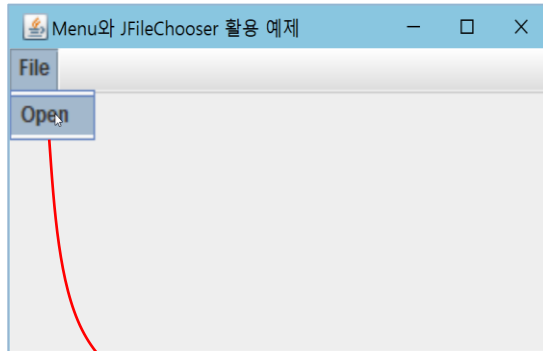 Menu와 JFileChooser 활용 예제
File
Open